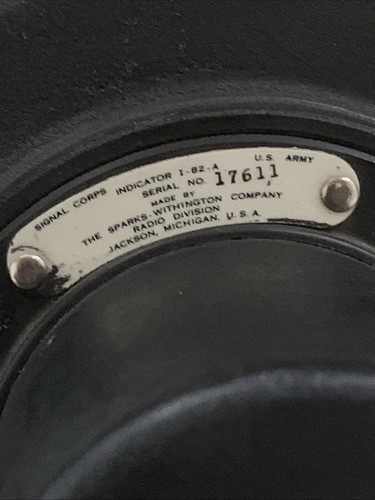 SIGNAL CORPS INDICATOR I-82-A U.S. ARMY
SERIAL NO. 17611
MADE BY
THE SPARKS-WITHINGTON COMPANY
RADIO DIVISION
JACKSON, MICHIGAN, U.S.A.